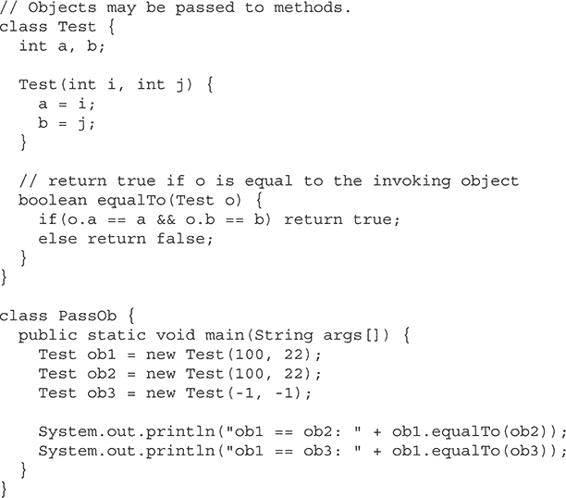 // Objects may be passed to methods.
class Test {
  int a, b;

  Test(int i, int j) {
    a = i;
    b = j;
  }

  // return true if o is equal to the invoking object
  boolean equalTo(Test o) {
    if(o.a == a && o.b == b) return true;
    else return false;
  }
}

class PassOb {
  public static void main(String args[]) {
    Test ob1 = new Test(100, 22);
    Test ob2 = new Test(100, 22);
    Test ob3 = new Test(-1, -1);

    System.out.println("ob1 == ob2: " + ob1.equalTo(ob2));
    System.out.println("ob1 == ob3: " + ob1.equalTo(ob3));
  }
}